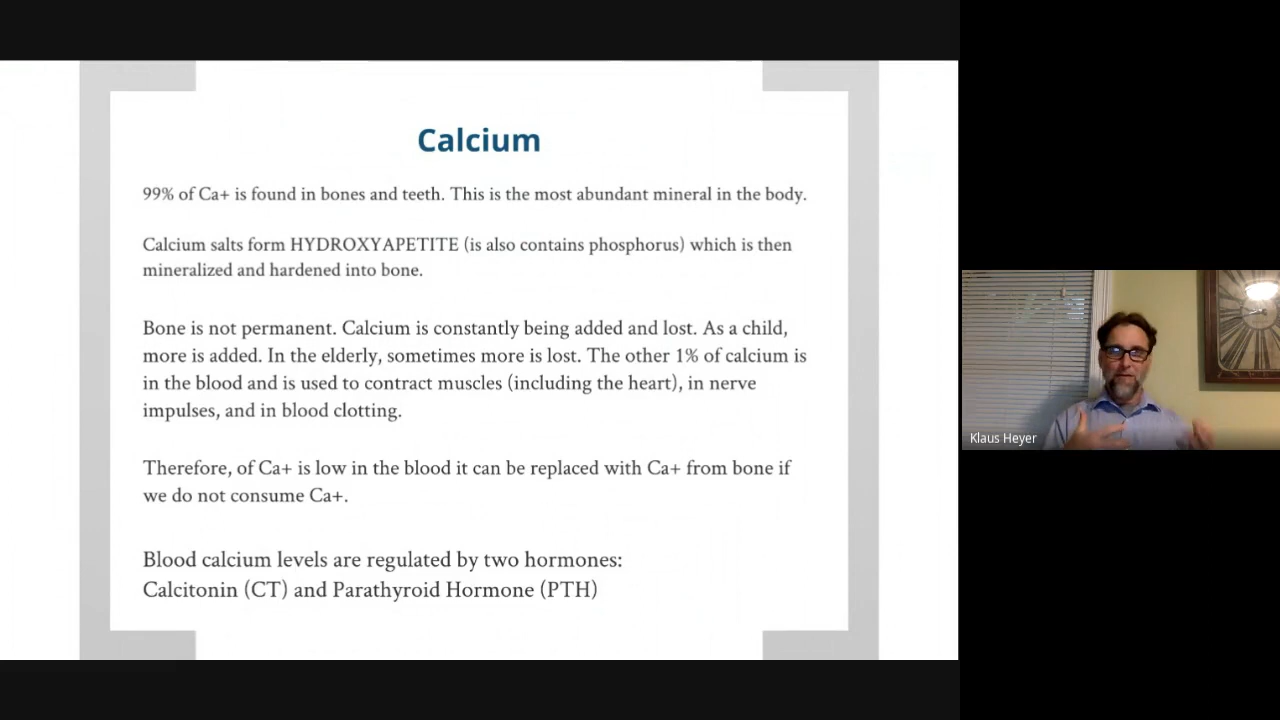 Calcium
99% of Ca+ is found in bones and teeth. This is the most abundant mineral in the body.
Calcium salts form HYDROXYAPETITE (is also contains phosphorus) which is then
mineralized and hardened into bone.
Bone is not permanent. Calcium is constantly being added and lost. As a child,
more is added. In the elderly, sometimes more is lost. The other 1% of calcium is
in the blood and is used to contract muscles (including the heart), in nerve
impulses, and in blood clotting.
Therefore, of Ca+ is low in the blood it can be replaced with Ca+ from bone if
we do not consume Ca+.
Blood calcium levels are regulated by two hormones:
Calcitonin (CT) and Parathyroid Hormone (PTH)
Klaus Heyer